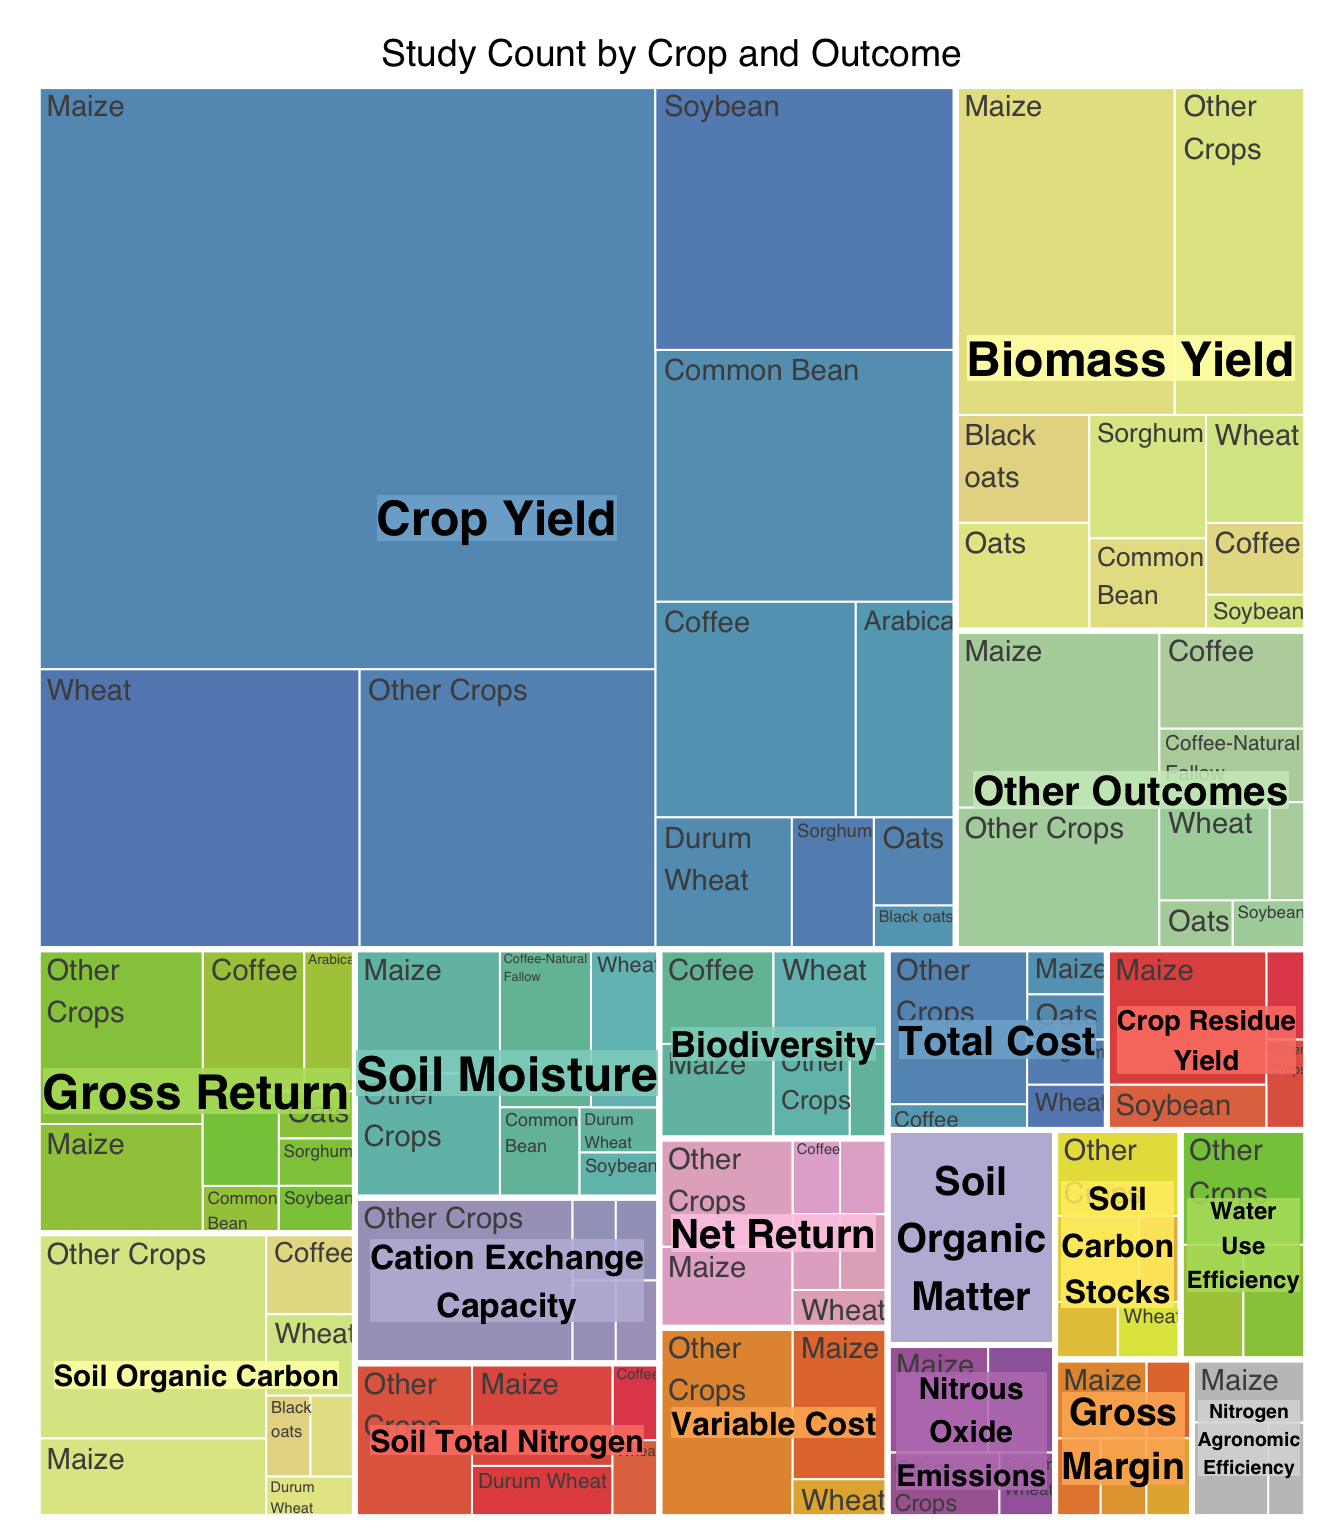 Study Count by Crop and Outcome
Maize
Soybean
Common Bean
Crop Yield
Coffee
Arabica
Wheat
Other Crops
Durum
Wheat
Sorghum
Oats
Black oats
Maize
Other
Crops
Biomass Yield
Black
oats
Sorghum
Wheat
Oats
Common
Bean
Coffee
Soybean
Maize
Coffee
Coffee-Natural
Fallow
Other Outcomes
Other Crops
Wheat
Oats
Soybean
Other
Crops
Coffee
Arabica
Gross Return
Maize
Oats
Sorghum
Common
Bean
Soybean
Maize
Coffee-Natural
Fallow
Wheat
Soil Moisture
Other
Crops
Common
Bean
Durum
Wheat
Soybean
Coffee
Wheat
Biodiversity
Maize
Other
Crops
Other
Crops
Maize
Oats
Total Cost
Wheat
Coffee
Maize
Crop Residue
Yield
Other
Crops
Soybean
Other Crops
Coffee
Wheat
Soil Organic Carbon
Black
oats
Maize
Durum
Wheat
Other Crops
Cation Exchange
Capacity
Other
Crops
Maize
Coffee
Soil Total Nitrogen
Durum Wheat
Wheat
Other
Crops
Coffee
Net Return
Maize
Wheat
Other
Crops
Maize
Variable Cost
Wheat
Soil
Organic
Matter
Other
Crops
Soil
Carbon
Stocks
Wheat
Other
Crops
Water
Use
Efficiency
Maize
Nitrous
Oxide
Emissions
Crops
Wheat
Maize
Gross
Margin
Maize
Nitrogen
Agronomic
Efficiency